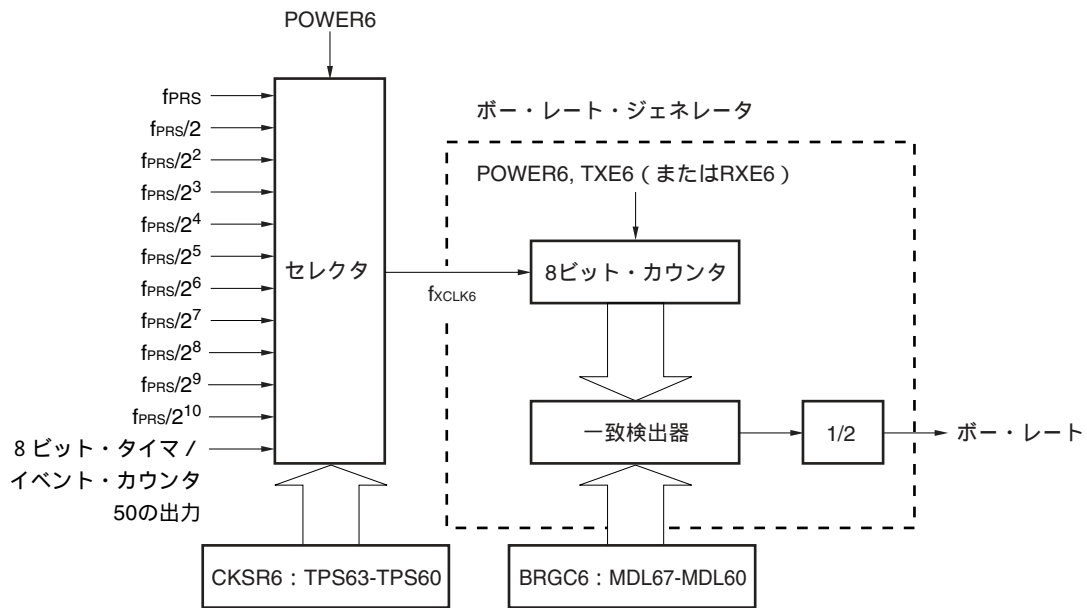 POWER6
fPRS
fPRS/2
fPRS/2²
fPRS/2³
fPRS/2⁴
fPRS/2⁵
fPRS/2⁶
fPRS/2⁷
fPRS/2⁸
fPRS/2⁹
fPRS/2¹⁰
8 ビット・タイマ /
イベント・カウンタ
50の出力
セレクタ
fXCLK6
ボー・レート・ジェネレータ
POWER6, TXE6 ( またはRXE6 )
8ビット・カウンタ
一致検出器
1/2
ボー・レート
CKSR6 : TPS63-TPS60
BRGC6 : MDL67-MDL60